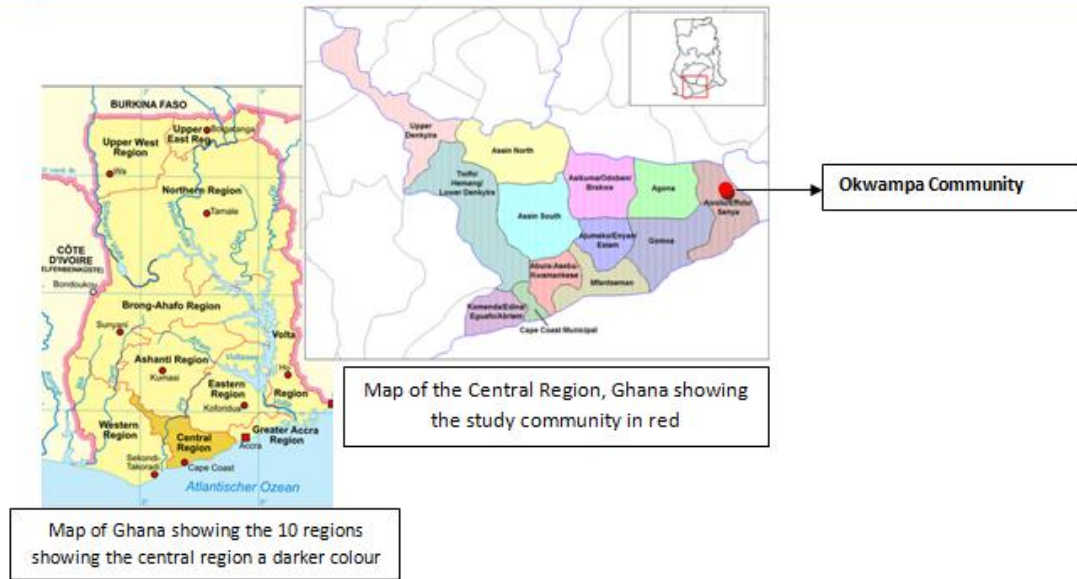 BURKINA FASO
Upper West
Region
Upper
East Reg.
Bolgatanga
Wa
Northern Region
Tamale
CÔTE
D'IVOIRE
Bondoukou
Brong-Ahafo Region
Sunyani
Volta
Region
Ashanti Region
Kumasi
Voltasee
Ho
Eastern
Region
Koforidua
Western
Region
Central
Region
Greater Accra
Region
Accra
Sekondi-
Takoradi
Cape Coast
Atlantischer Ozean
Map of Ghana showing the 10 regions
showing the central region a darker colour
Upper
Denkyira
Assin North
Twifo/
Hemang/
Lower Denkyira
Asikuma/Odoben/
Brakwa
Agona
Senya
Assin South
Ajumako/Enyan/
Essiam
Gomoa
Abura-Asebu-
Kwamankese
Mfantseman
Komenda/Edina/
Eguafo/Abriem
Cape Coast Municipal
Okwampa Community
Map of the Central Region, Ghana showing
the study community in red